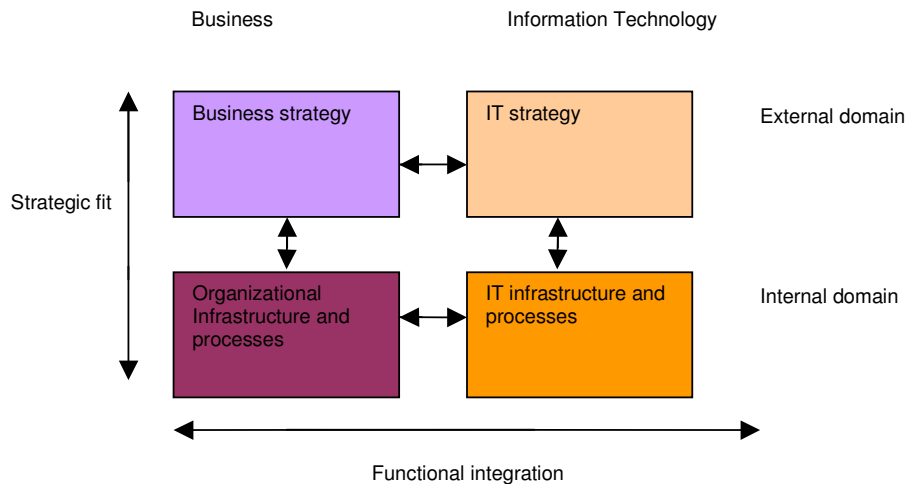 Business
Information Technology
Business strategy
IT strategy
External domain
Strategic fit
Organizational
Infrastructure and
processes
IT infrastructure and
processes
Internal domain
Functional integration